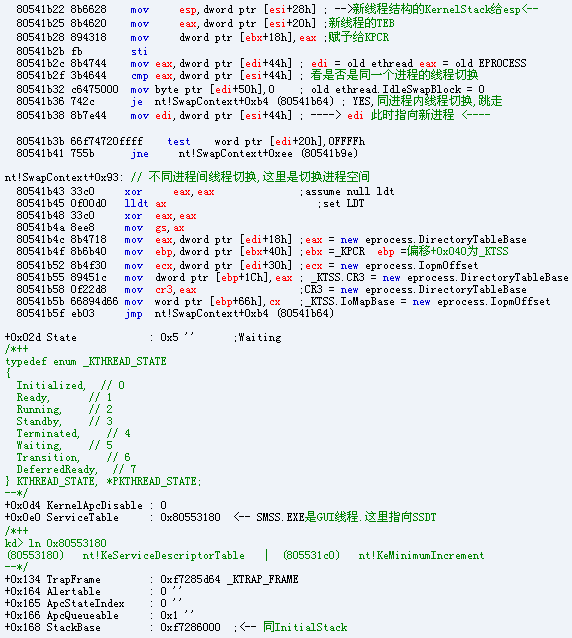 80541b22 8b6628 mov esp,dword ptr [esi+28h] ; -->新线程结构的KernelStack给esp<--
80541b25 8b4620 mov eax,dword ptr [esi+20h] ;新线程的TEB
80541b28 894318 mov dword ptr [ebx+18h],eax ;赋予给KPCR
80541b2b fb sti
80541b2c 8b4744 mov eax,dword ptr [edi+44h] ; edi = old ethread eax = old EPROCESS
80541b2f 3b4644 cmp eax,dword ptr [esi+44h] ; 看是否是同一个进程的线程切换
80541b32 c6475000 mov byte ptr [edi+50h],0 ; old ethread.IdleSwapBlock = 0
80541b36 742c je nt!SwapContext+0xb4 (80541b64) ; YES,同进程内线程切换,跳走
80541b38 8b7e44 mov edi,dword ptr [esi+44h] ; ----> edi 此时指向新进程 <----
80541b3b 66f74720ffff test word ptr [edi+20h],0FFFFh
80541b41 755b jne nt!SwapContext+0xee (80541b9e)
nt!SwapContext+0x93: // 不同进程间线程切换,这里是切换进程空间
80541b43 33c0 xor eax,eax ;assume null ldt
80541b45 0f00d0 lldt ax ;set LDT
80541b48 33c0 xor eax,eax
80541b4a 8ee8 mov gs,ax
80541b4c 8b4718 mov eax,dword ptr [edi+18h] ;eax = new eprocess.DirectoryTableBase
80541b4f 8b6b40 mov ebp,dword ptr [ebx+40h] ;ebx =_KPCR ebp =偏移+0x040为_KTSS
80541b52 8b4f30 mov ecx,dword ptr [edi+30h] ;ecx = new eprocess.IopmOffset
80541b55 89451c mov dword ptr [ebp+1Ch],eax ; _KTSS.CR3 = new eprocess.DirectoryTableBase
80541b58 0f22d8 mov cr3,eax ;CR3 = new eprocess.DirectoryTableBase
80541b5b 66894d66 mov word ptr [ebp+66h],cx ;_KTSS.IoMapBase = new eprocess.IopmOffset
80541b5f eb03 jmp nt!SwapContext+0xb4 (80541b64)
+0x02d State : 0x5 '' ;Waiting
/*++
typedef enum _KTHREAD_STATE
{
Initialized, // 0
Ready, // 1
Running, // 2
Standby, // 3
Terminated, // 4
Waiting, // 5
Transition, // 6
DeferredReady, // 7
} KTHREAD_STATE, *PKTHREAD_STATE;
--*/
+0x0d4 KernelApcDisable : 0
+0x0e0 ServiceTable : 0x80553180 <-- SMSS.EXE是GUI线程.这里指向SSDT
/*++
kd> ln 0x80553180
(80553180) nt!KeServiceDescriptorTable | (805531c0) nt!KeMinimumIncrement
--*/
+0x134 TrapFrame : 0xf7285d64 _KTRAP_FRAME
+0x164 Alertable : 0 ''
+0x165 ApcStateIndex : 0 ''
+0x166 ApcQueueable : 0x1 ''
+0x168 StackBase : 0xf7286000 ;<-- 同InitialStack